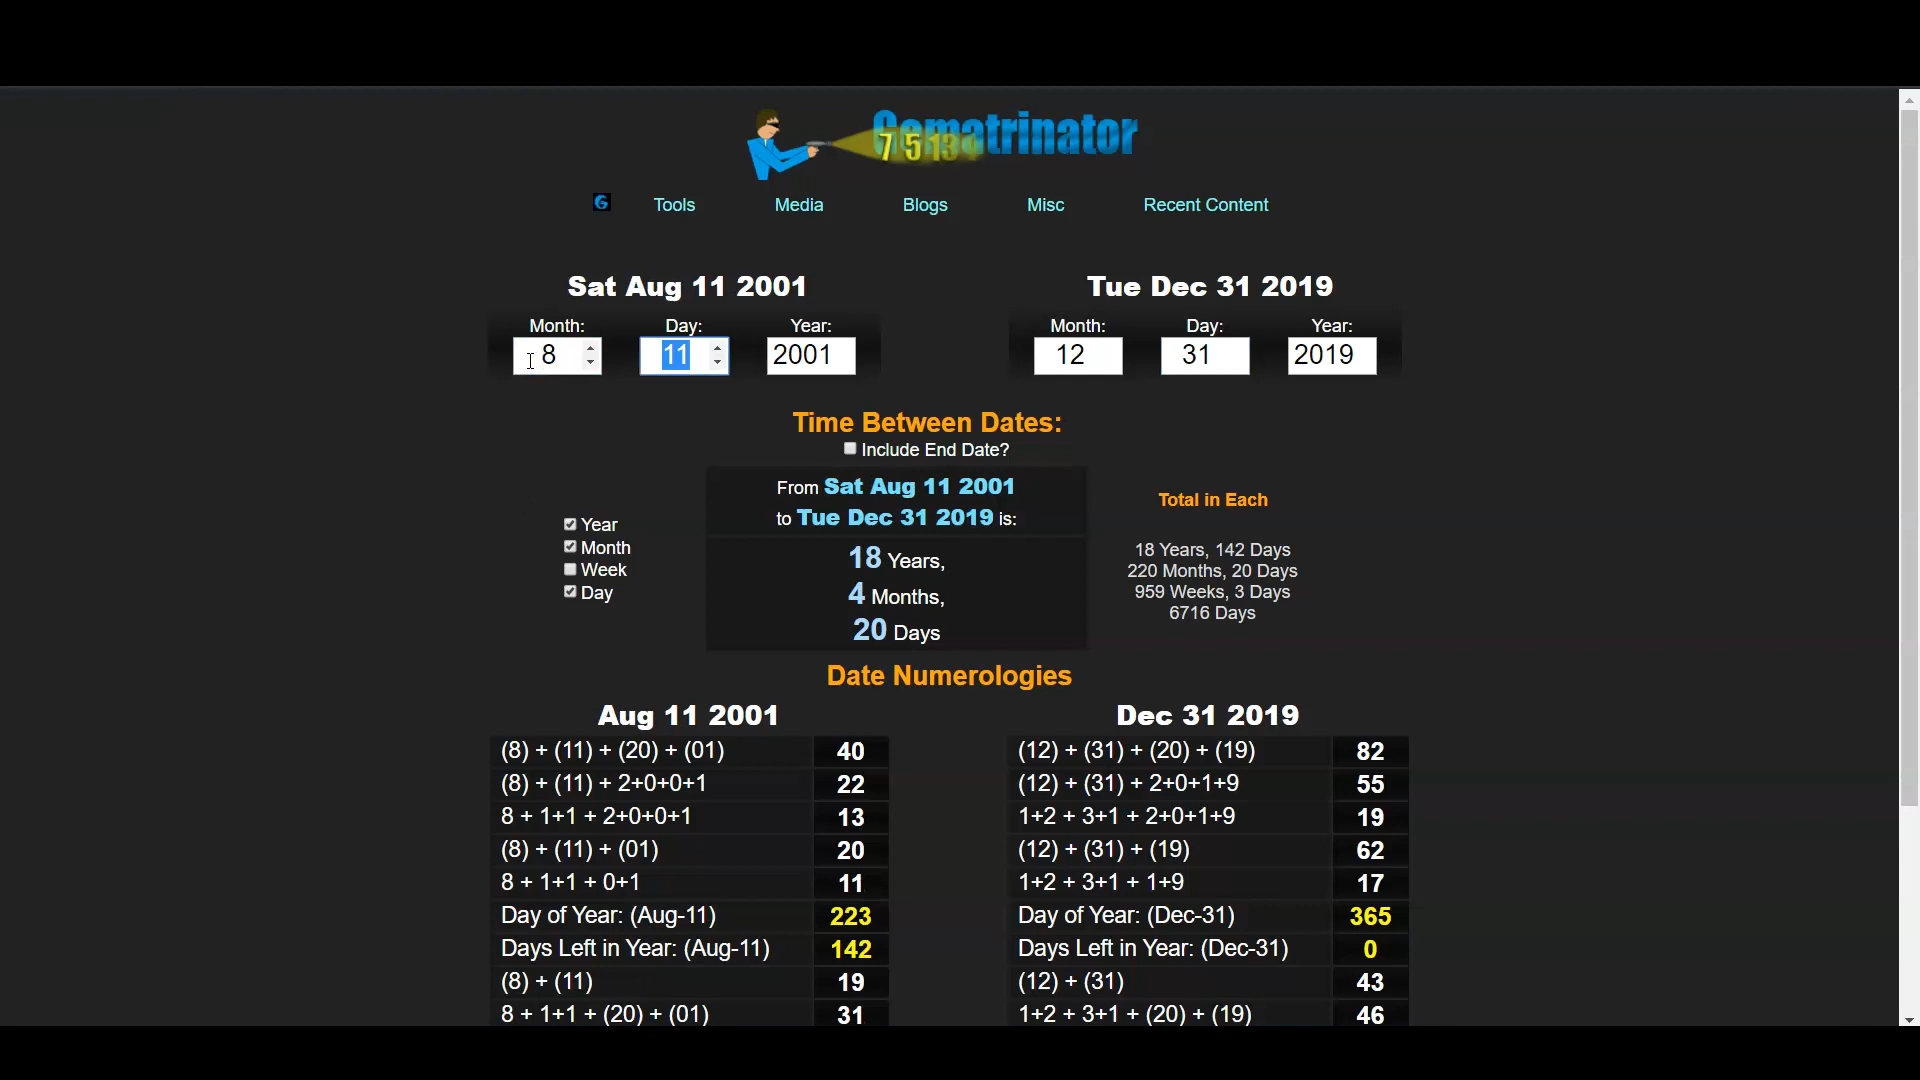 Gematrinator
7 5 134
G Tools Media Blogs Misc Recent Content
Sat Aug 11 2001 Tue Dec 31 2019
Month: Day: Year: Month: Day: Year:
8 11 2001 12 31 2019
Time Between Dates:
Include End Date?
From Sat Aug 11 2001
to Tue Dec 31 2019 is:
18 Years,
4 Months,
20 Days
Year
Month
Week
Day
Total in Each
18 Years, 142 Days
220 Months, 20 Days
959 Weeks, 3 Days
6716 Days
Date Numerologies
Aug 11 2001
(8) + (11) + (20) + (01) 40
(8) + (11) + 2+0+0+1 22
8 + 1+1 + 2+0+0+1 13
(8) + (11) + (01) 20
8 + 1+1 + 0+1 11
Day of Year: (Aug-11) 223
Days Left in Year: (Aug-11) 142
(8) + (11) 19
8 + 1+1 + (20) + (01) 31
Dec 31 2019
(12) + (31) + (20) + (19) 82
(12) + (31) + 2+0+1+9 55
1+2 + 3+1 + 2+0+1+9 19
(12) + (31) + (19) 62
1+2 + 3+1 + 1+9 17
Day of Year: (Dec-31) 365
Days Left in Year: (Dec-31) 0
(12) + (31) 43
1+2 + 3+1 + (20) + (19) 46